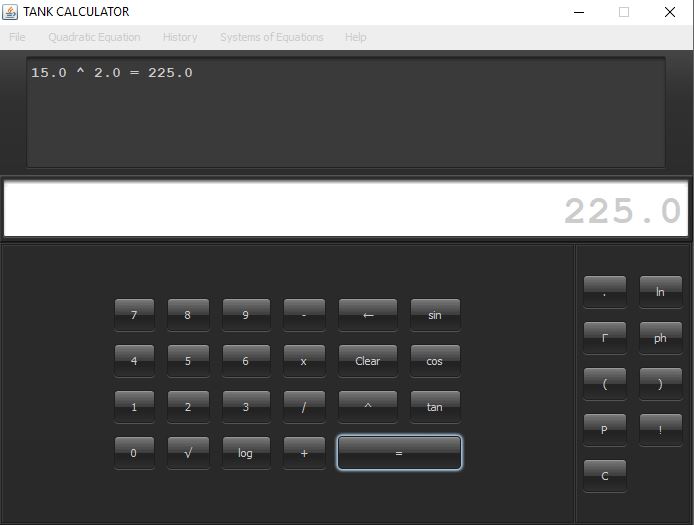 TANK CALCULATOR
File Quadratic Equation History Systems of Equations Help
15.0 ^ 2.0 = 225.0
225.0
7 8 9 - ← sin
4 5 6 x Clear cos
1 2 3 / ^ tan
0 √ log + =
. ln
Γ ph
( )
P !
C